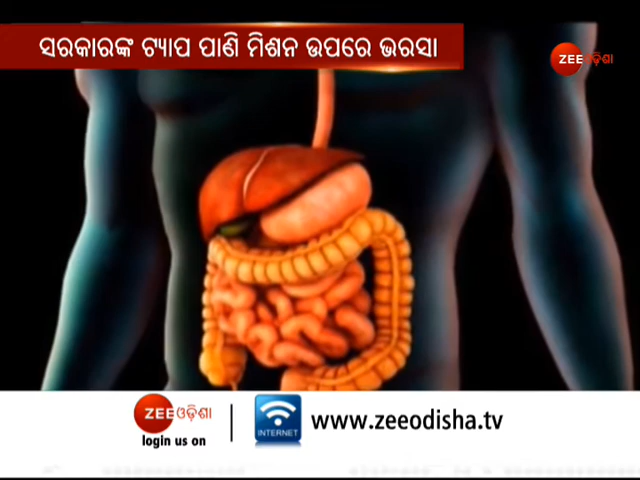 ସରକାରଙ୍କ ଟ୍ୟାପ ପାଣି ମିଶନ ଉପରେ ଭରସା
ZEE ଓଡ଼ିଶା
ZEE ଓଡ଼ିଶା
login us on
INTERNET
www.zeeodisha.tv